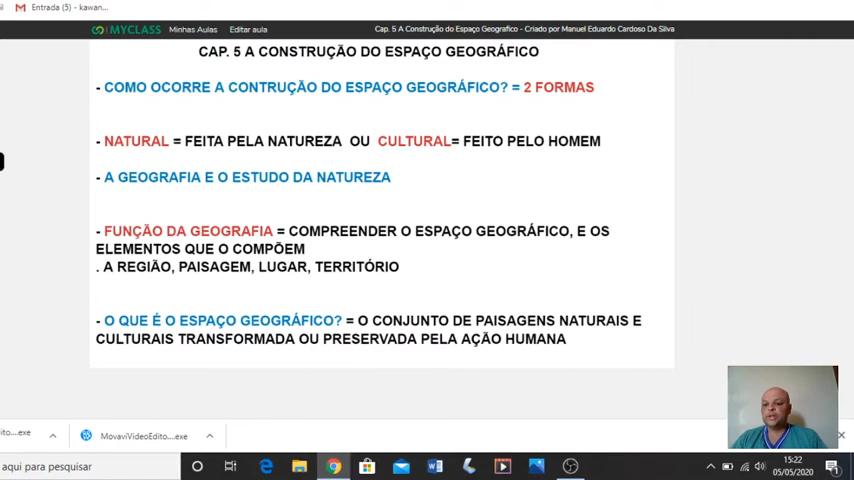 Entrada (5) - kawan...
MYCLASS Minhas Aulas Editar aula Cap. 5 A Construção do Espaço Geografico - Criado por Manuel Eduardo Cardoso Da Silva
CAP. 5 A CONSTRUÇÃO DO ESPAÇO GEOGRÁFICO
- COMO OCORRE A CONTRUÇÃO DO ESPAÇO GEOGRÁFICO? = 2 FORMAS
- NATURAL = FEITA PELA NATUREZA OU CULTURAL= FEITO PELO HOMEM
- A GEOGRAFIA E O ESTUDO DA NATUREZA
- FUNÇÃO DA GEOGRAFIA = COMPREENDER O ESPAÇO GEOGRÁFICO, E OS
ELEMENTOS QUE O COMPÕEM
. A REGIÃO, PAISAGEM, LUGAR, TERRITÓRIO
- O QUE É O ESPAÇO GEOGRÁFICO? = O CONJUNTO DE PAISAGENS NATURAIS E
CULTURAIS TRANSFORMADA OU PRESERVADA PELA AÇÃO HUMANA
ito....exe MovaviVideoEdito....exe
aqui para pesquisar
15:22
05/05/2020